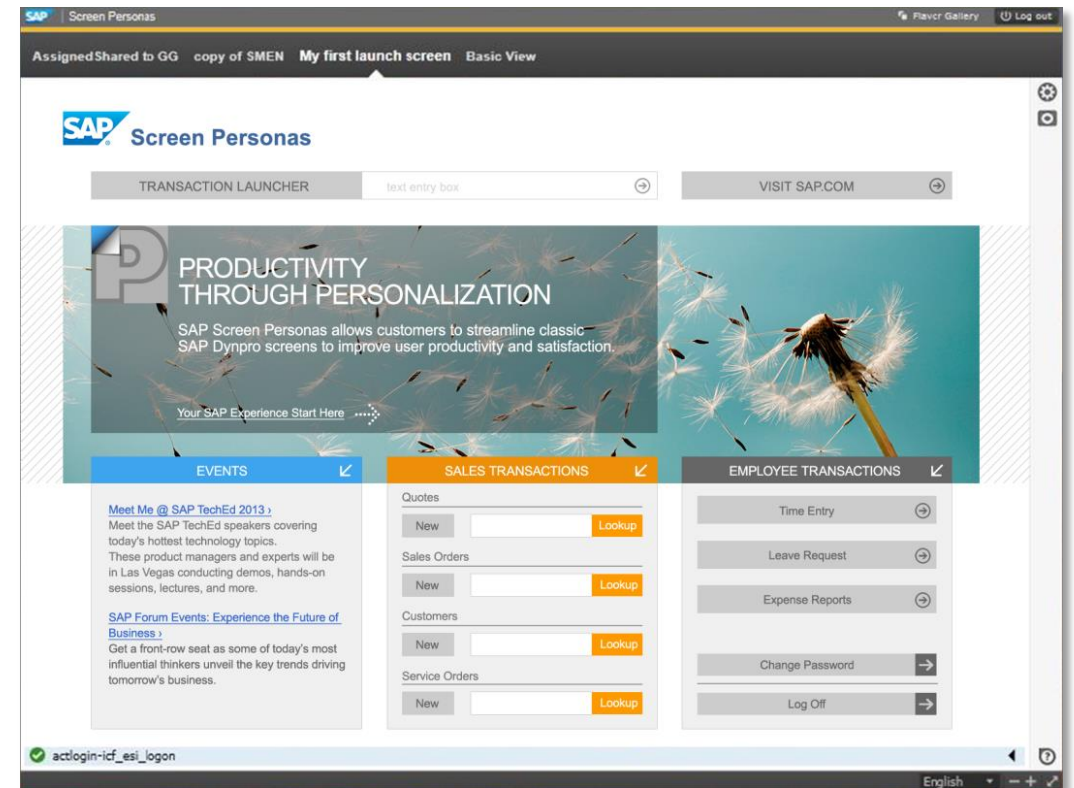 SAP Screen Personas
Flavor Gallery
Log out
AssignedShared to GG copy of SMEN My first launch screen Basic View
SAP Screen Personas
TRANSACTION LAUNCHER
text entry box
VISIT SAP.COM
P
PRODUCTIVITY
THROUGH PERSONALIZATION
SAP Screen Personas allows customers to streamline classic
SAP Dynpro screens to improve user productivity and satisfaction.
Your SAP Experience Start Here
EVENTS
Meet Me @ SAP TechEd 2013 ›
Meet the SAP TechEd speakers covering
today's hottest technology topics.
These product managers and experts will be
in Las Vegas conducting demos, hands-on
sessions, lectures, and more.
SAP Forum Events: Experience the Future of
Business ›
Get a front-row seat as some of today's most
influential thinkers unveil the key trends driving
tomorrow's business.
SALES TRANSACTIONS
Quotes
New
Lookup
Sales Orders
New
Lookup
Customers
New
Lookup
Service Orders
New
Lookup
EMPLOYEE TRANSACTIONS
Time Entry
Leave Request
Expense Reports
Change Password
Log Off
actlogin-icf_esi_logon
English